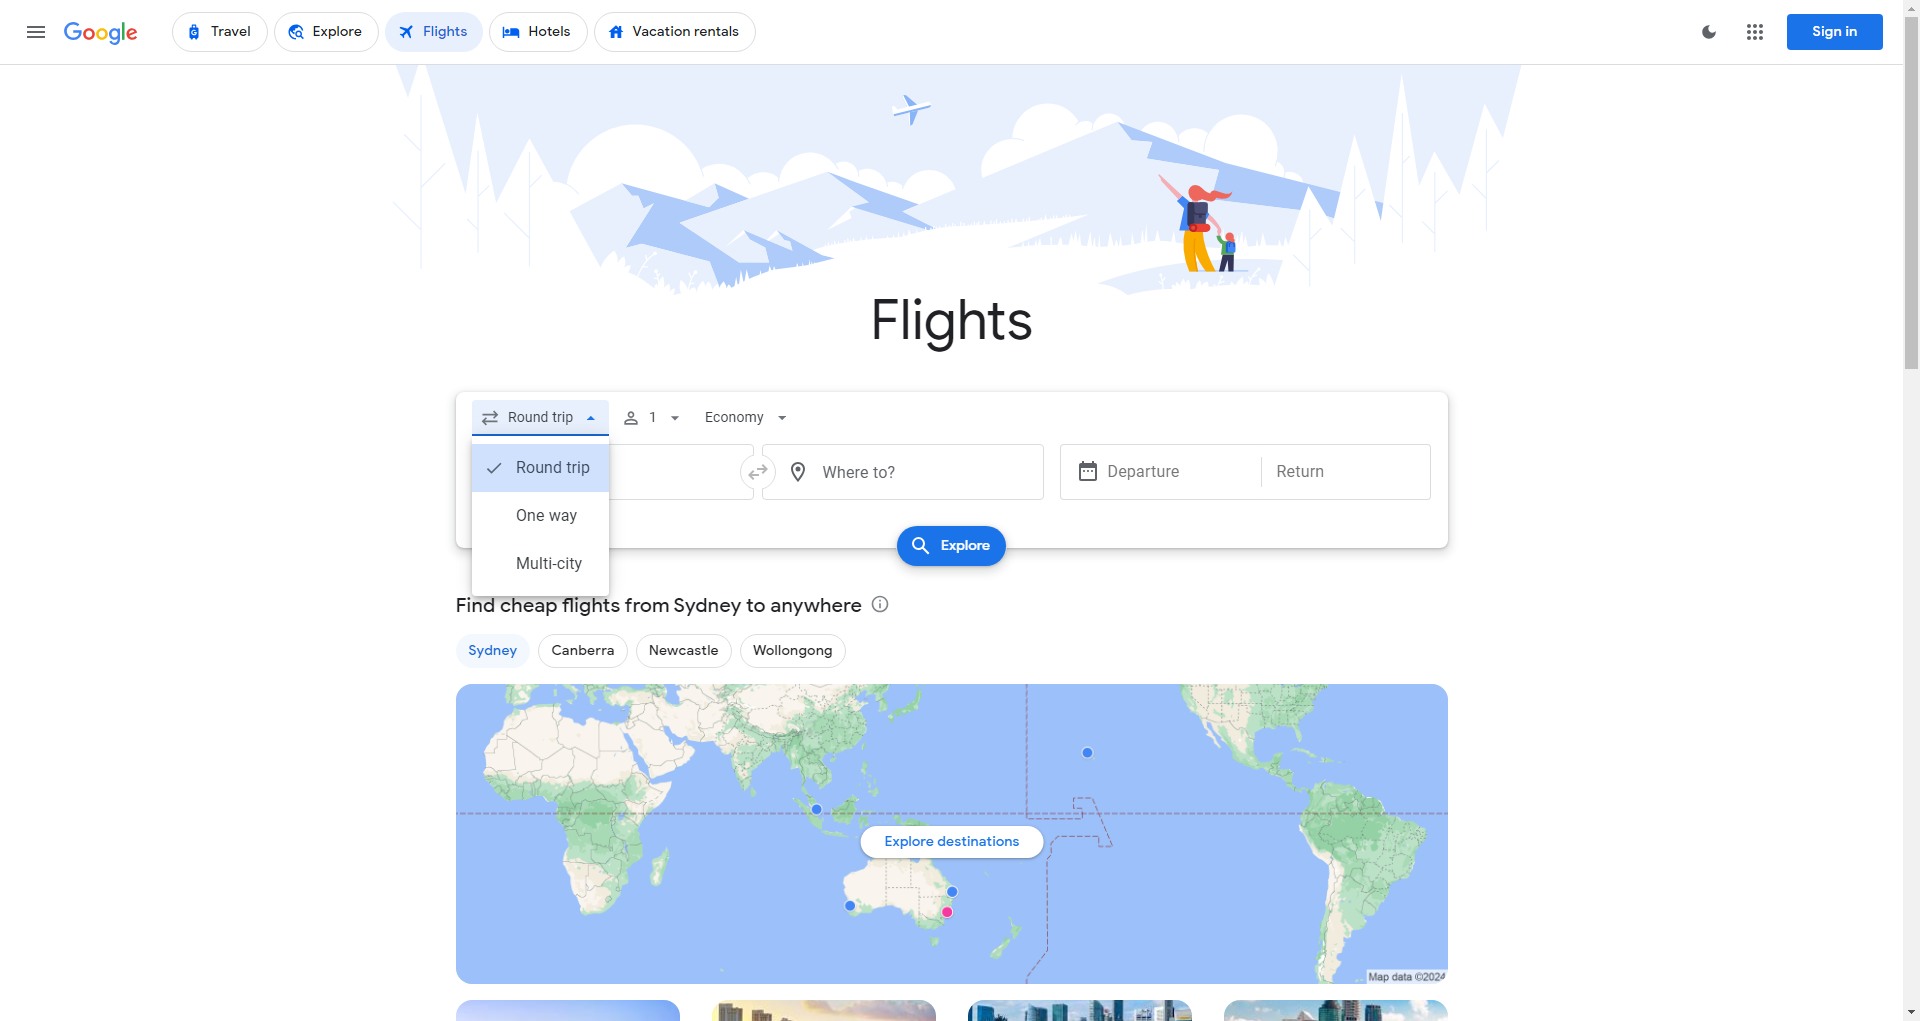 Google
Travel
Explore
Flights
Hotels
Vacation rentals
Sign in
Flights
Round trip
1
Economy
Round trip
One way
Multi-city
Where to?
Departure
Return
Explore
Find cheap flights from Sydney to anywhere
Sydney
Canberra
Newcastle
Wollongong
Explore destinations
Map data ©2024